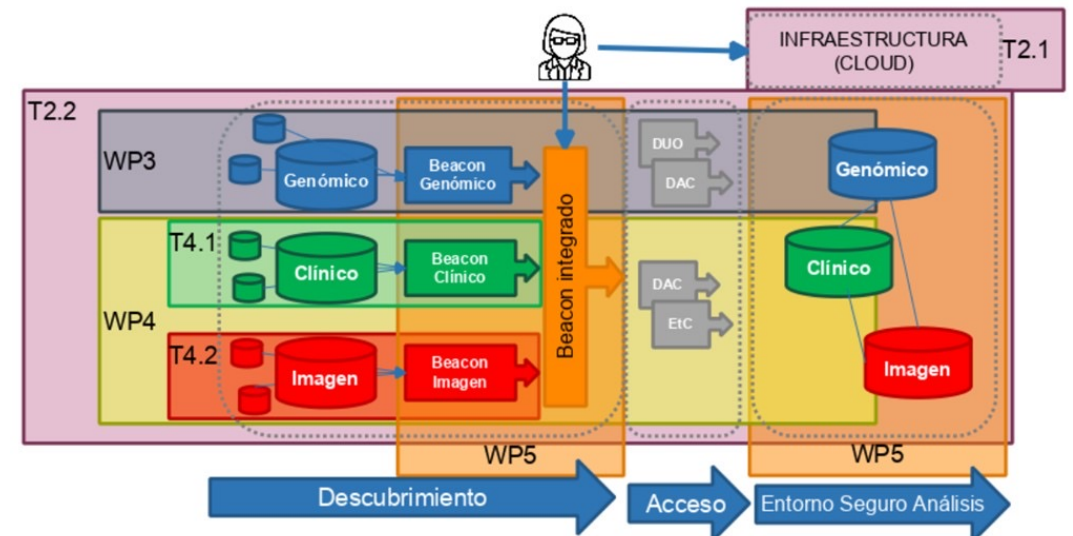 INFRAESTRUCTURA
(CLOUD)
T2.1
T2.2
WP3
Genómico
Beacon
Genómico
DUO
DAC
Genómico
Beacon integrado
WP4
T4.1
Clínico
Beacon
Clínico
DAC
EtC
Clínico
T4.2
Imagen
Beacon
Imagen
Imagen
WP5
WP5
Descubrimiento
Acceso
Entorno Seguro Análisis